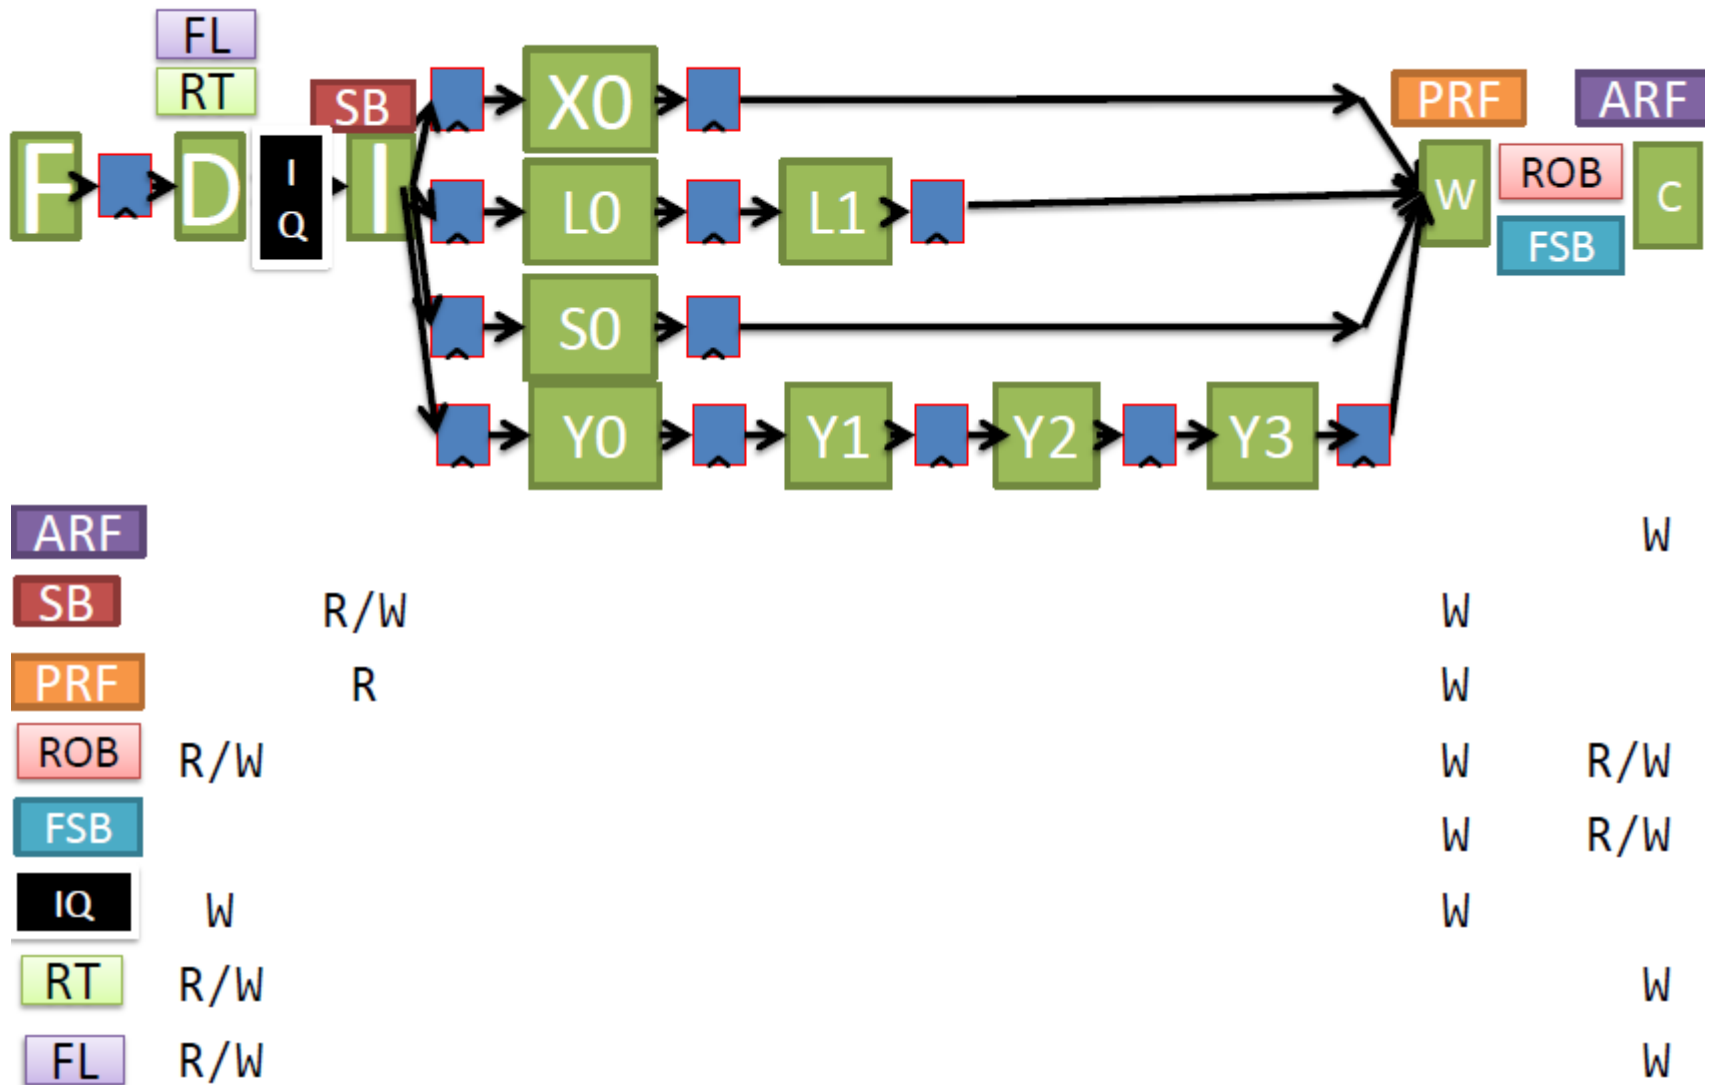 FL
RT
SB
X0
PRF
ARF
F
D
I
Q
I
L0
L1
W
ROB
C
FSB
S0
Y0
Y1
Y2
Y3
ARF W
SB R/W W
PRF R W
ROB R/W W R/W
FSB W R/W
IQ W W
RT R/W W
FL R/W W